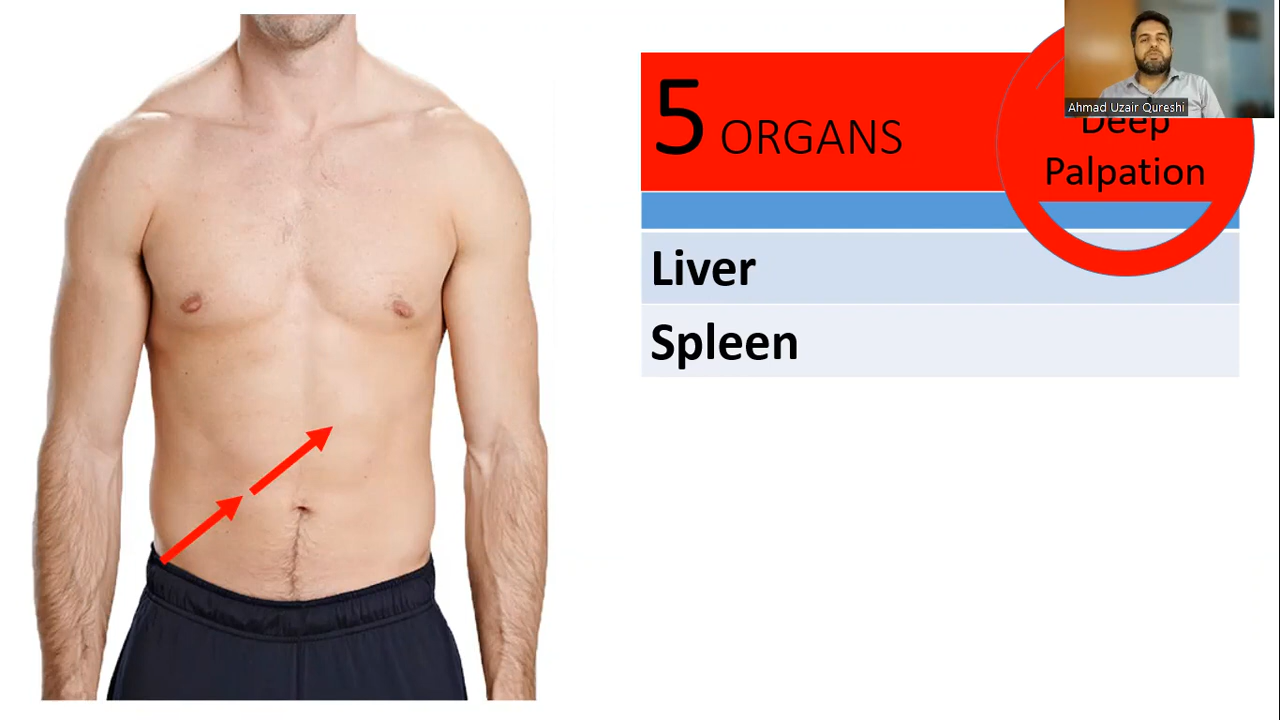 5 ORGANS
Deep
Palpation
Liver
Spleen
Ahmad Uzair Qureshi